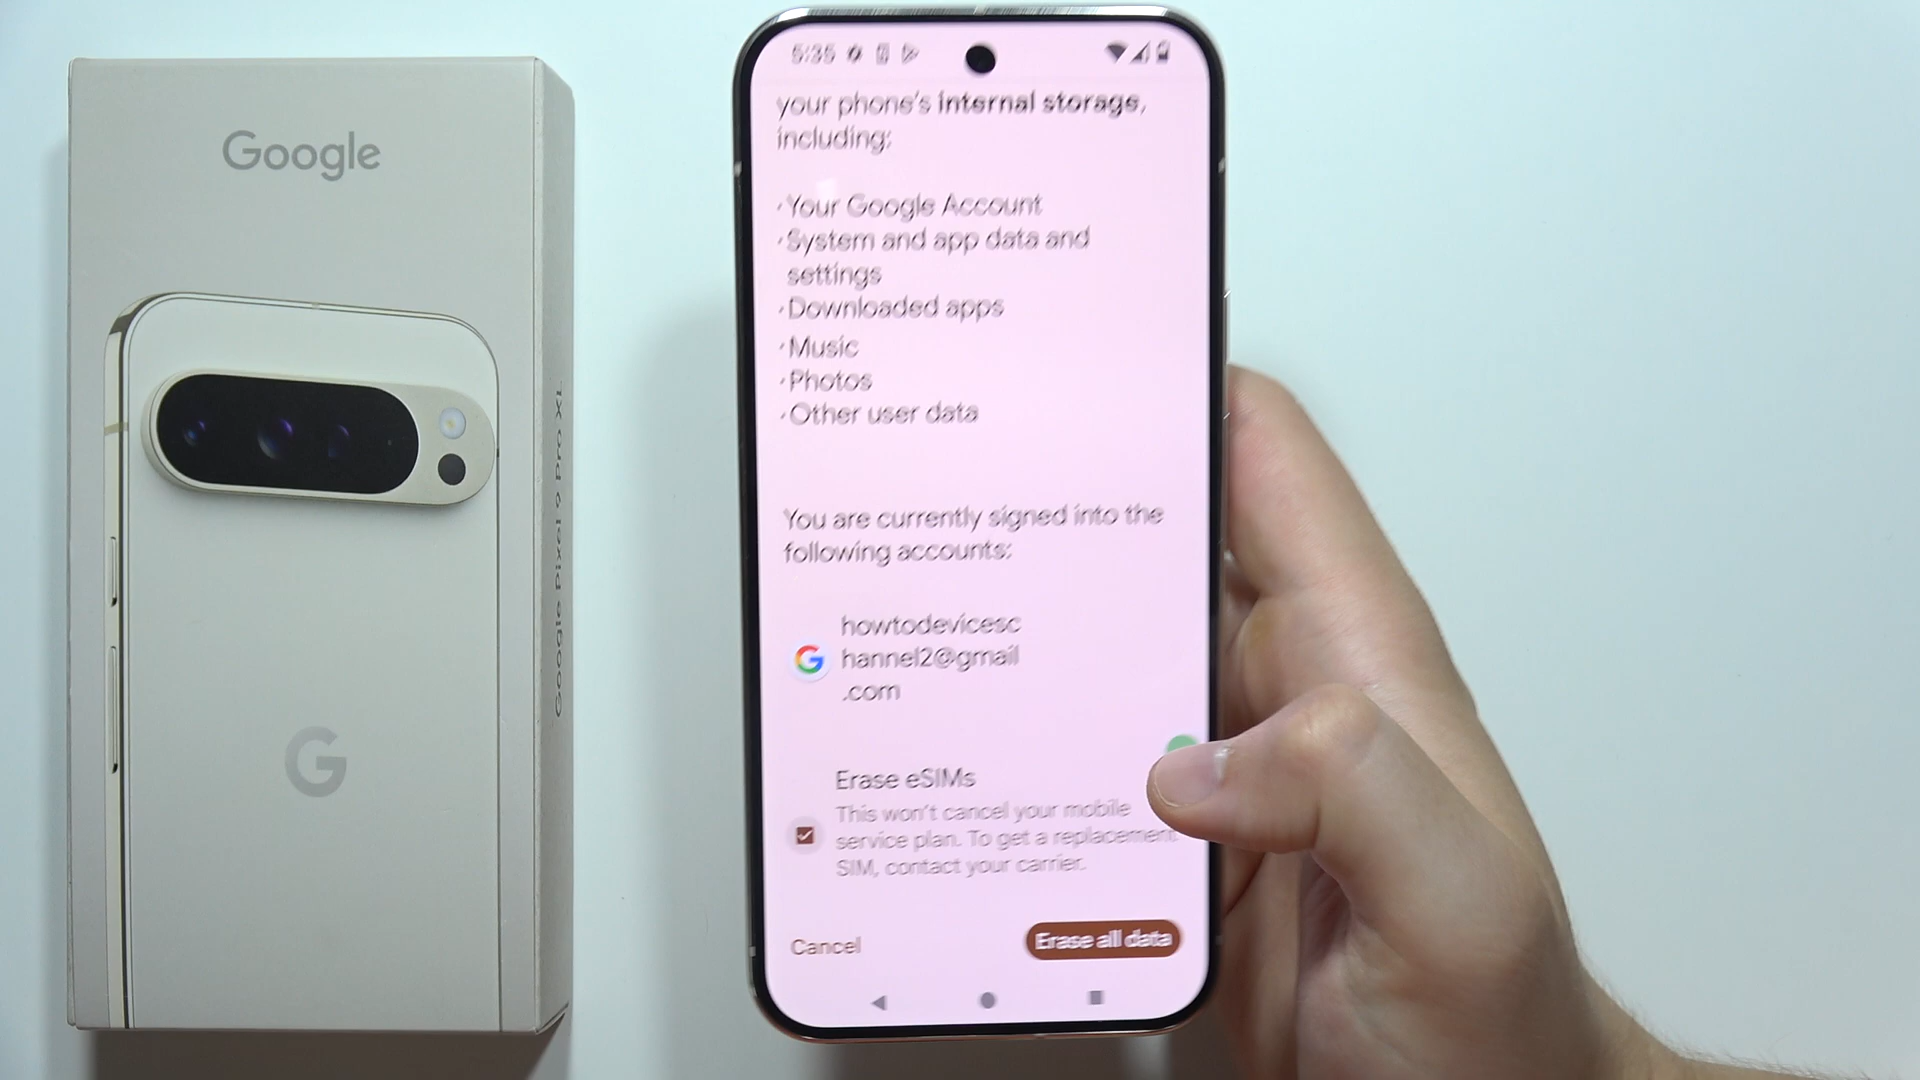 Google
Google Pixel 9 Pro XL
G
5:35
your phone's internal storage,
including:
• Your Google Account
• System and app data and
settings
• Downloaded apps
• Music
• Photos
• Other user data
You are currently signed into the
following accounts:
G
howtodevicesc
hannel2@gmail
.com
Erase eSIMs
This won't cancel your mobile
service plan. To get a replacement
SIM, contact your carrier.
Cancel
Erase all data